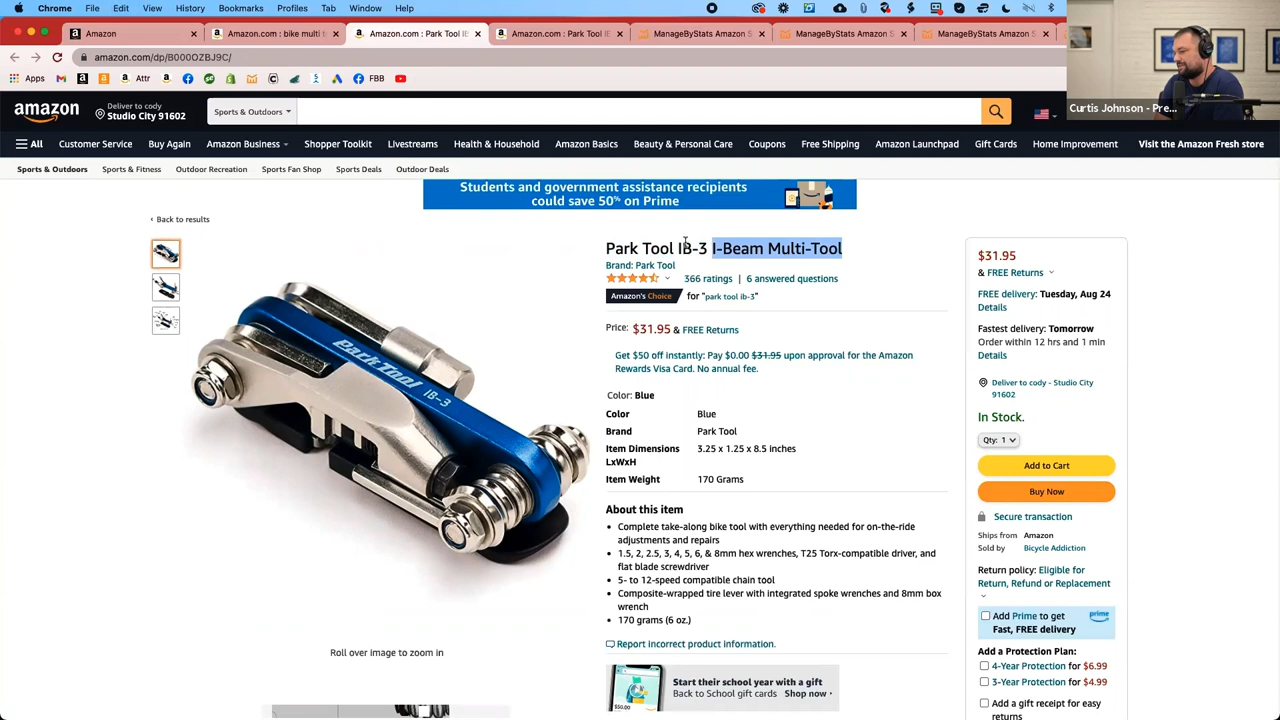 Chrome File Edit View History Bookmarks Profiles Tab Window Help
Amazon
Amazon.com : bike multi t
Amazon.com : Park Tool IB
Amazon.com : Park Tool IB
ManageByStats Amazon S
ManageByStats Amazon S
ManageByStats Amazon S
amazon.com/dp/B000OZBJ9C/
Apps
Attr
FBB
Curtis Johnson - Pre...
amazon
Deliver to cody
Studio City 91602
Sports & Outdoors
All Customer Service Buy Again Amazon Business Shopper Toolkit Livestreams Health & Household Amazon Basics Beauty & Personal Care Coupons Free Shipping Amazon Launchpad Gift Cards Home Improvement Visit the Amazon Fresh store
Sports & Outdoors Sports & Fitness Outdoor Recreation Sports Fan Shop Sports Deals Outdoor Deals
Students and government assistance recipients
could save 50% on Prime
‹ Back to results
Park Tool IB-3 I-Beam Multi-Tool
Brand: Park Tool
366 ratings | 6 answered questions
Amazon's Choice for "park tool ib-3"
Price: $31.95 & FREE Returns
Get $50 off instantly: Pay $0.00 $31.95 upon approval for the Amazon
Rewards Visa Card. No annual fee.
Color: Blue
Color Blue
Brand Park Tool
Item Dimensions 3.25 x 1.25 x 8.5 inches
LxWxH
Item Weight 170 Grams
About this item
• Complete take-along bike tool with everything needed for on-the-ride
adjustments and repairs
• 1.5, 2, 2.5, 3, 4, 5, 6, & 8mm hex wrenches, T25 Torx-compatible driver, and
flat blade screwdriver
• 5- to 12-speed compatible chain tool
• Composite-wrapped tire lever with integrated spoke wrenches and 8mm box
wrench
• 170 grams (6 oz.)
Report incorrect product information.
Start their school year with a gift
Back to School gift cards Shop now ›
$50.00
ParkTool IB-3
Roll over image to zoom in
$31.95
& FREE Returns
FREE delivery: Tuesday, Aug 24
Details
Fastest delivery: Tomorrow
Order within 12 hrs and 1 min
Details
Deliver to cody - Studio City
91602
In Stock.
Qty: 1
Add to Cart
Buy Now
Secure transaction
Ships from Amazon
Sold by Bicycle Addiction
Return policy: Eligible for
Return, Refund or Replacement
Add Prime to get
Fast, FREE delivery
prime
Add a Protection Plan:
4-Year Protection for $6.99
3-Year Protection for $4.99
Add a gift receipt for easy
returns